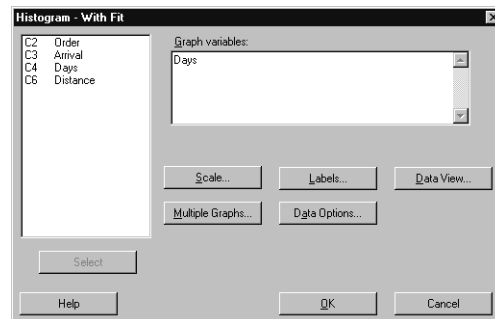 Histogram - With Fit
C2 Order
C3 Arrival
C4 Days
C6 Distance
Graph variables:
Days
Scale...
Labels...
Data View...
Multiple Graphs...
Data Options...
Select
Help
OK
Cancel